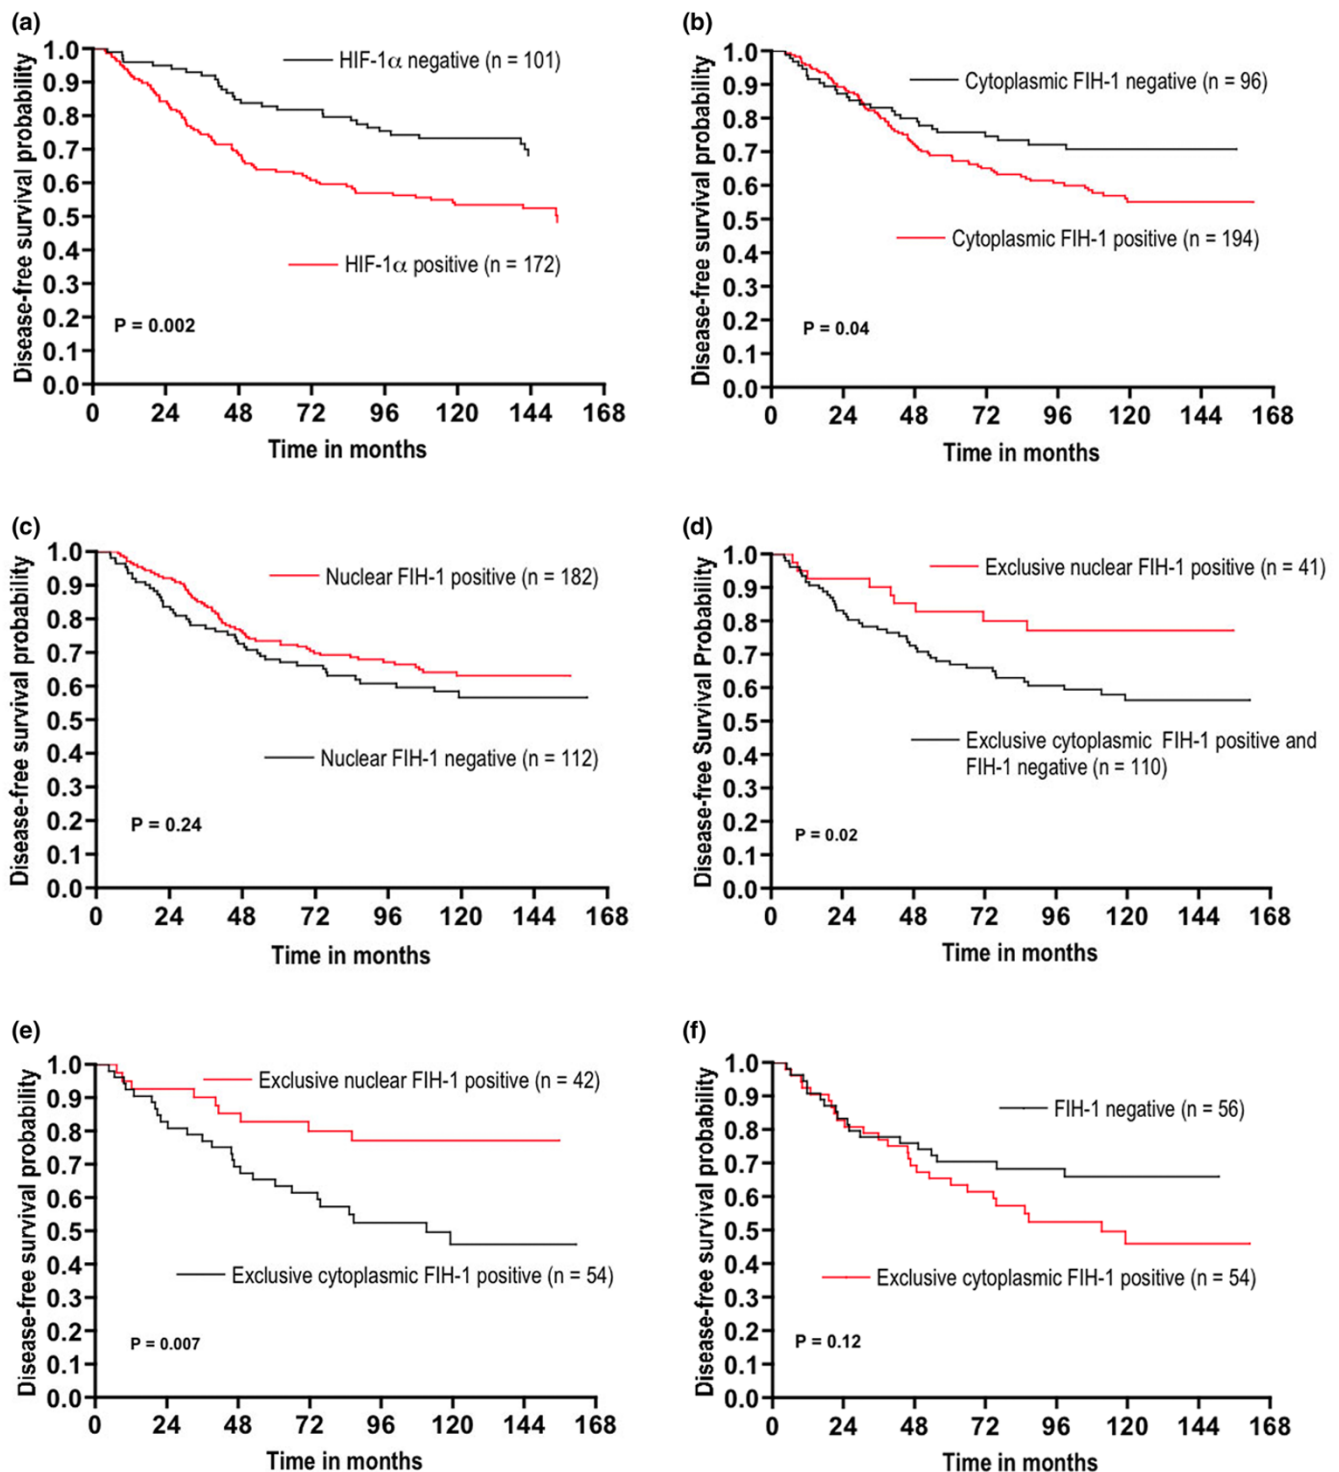 (a)
Disease-free survival probability
1.0
0.9
0.8
0.7
0.6
0.5
0.4
0.3
0.2
0.1
0.0
HIF-1α negative (n = 101)
HIF-1α positive (n = 172)
P = 0.002
0 24 48 72 96 120 144 168
Time in months
(b)
Disease-free survival probability
1.0
0.9
0.8
0.7
0.6
0.5
0.4
0.3
0.2
0.1
0.0
Cytoplasmic FIH-1 negative (n = 96)
Cytoplasmic FIH-1 positive (n = 194)
P = 0.04
0 24 48 72 96 120 144 168
Time in months
(c)
Disease-free survival probability
1.0
0.9
0.8
0.7
0.6
0.5
0.4
0.3
0.2
0.1
0.0
Nuclear FIH-1 positive (n = 182)
Nuclear FIH-1 negative (n = 112)
P = 0.24
0 24 48 72 96 120 144 168
Time in months
(d)
Disease-free Survival Probability
1.0
0.9
0.8
0.7
0.6
0.5
0.4
0.3
0.2
0.1
0.0
Exclusive nuclear FIH-1 positive (n = 41)
Exclusive cytoplasmic FIH-1 positive and
FIH-1 negative (n = 110)
P = 0.02
0 24 48 72 96 120 144 168
Time in months
(e)
Disease-free survival probability
1.0
0.9
0.8
0.7
0.6
0.5
0.4
0.3
0.2
0.1
0.0
Exclusive nuclear FIH-1 positive (n = 42)
Exclusive cytoplasmic FIH-1 positive (n = 54)
P = 0.007
0 24 48 72 96 120 144 168
Time in months
(f)
Disease-free survival probability
1.0
0.9
0.8
0.7
0.6
0.5
0.4
0.3
0.2
0.1
0.0
FIH-1 negative (n = 56)
Exclusive cytoplasmic FIH-1 positive (n = 54)
P = 0.12
0 24 48 72 96 120 144 168
Time in months